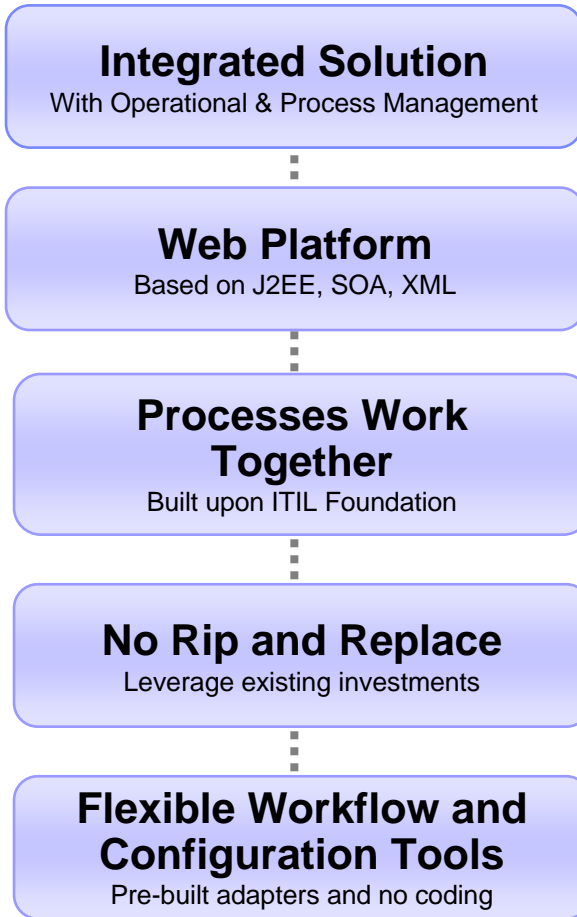 Integrated Solution
With Operational & Process Management
Web Platform
Based on J2EE, SOA, XML
Processes Work
Together
Built upon ITIL Foundation
No Rip and Replace
Leverage existing investments
Flexible Workflow and
Configuration Tools
Pre-built adapters and no coding